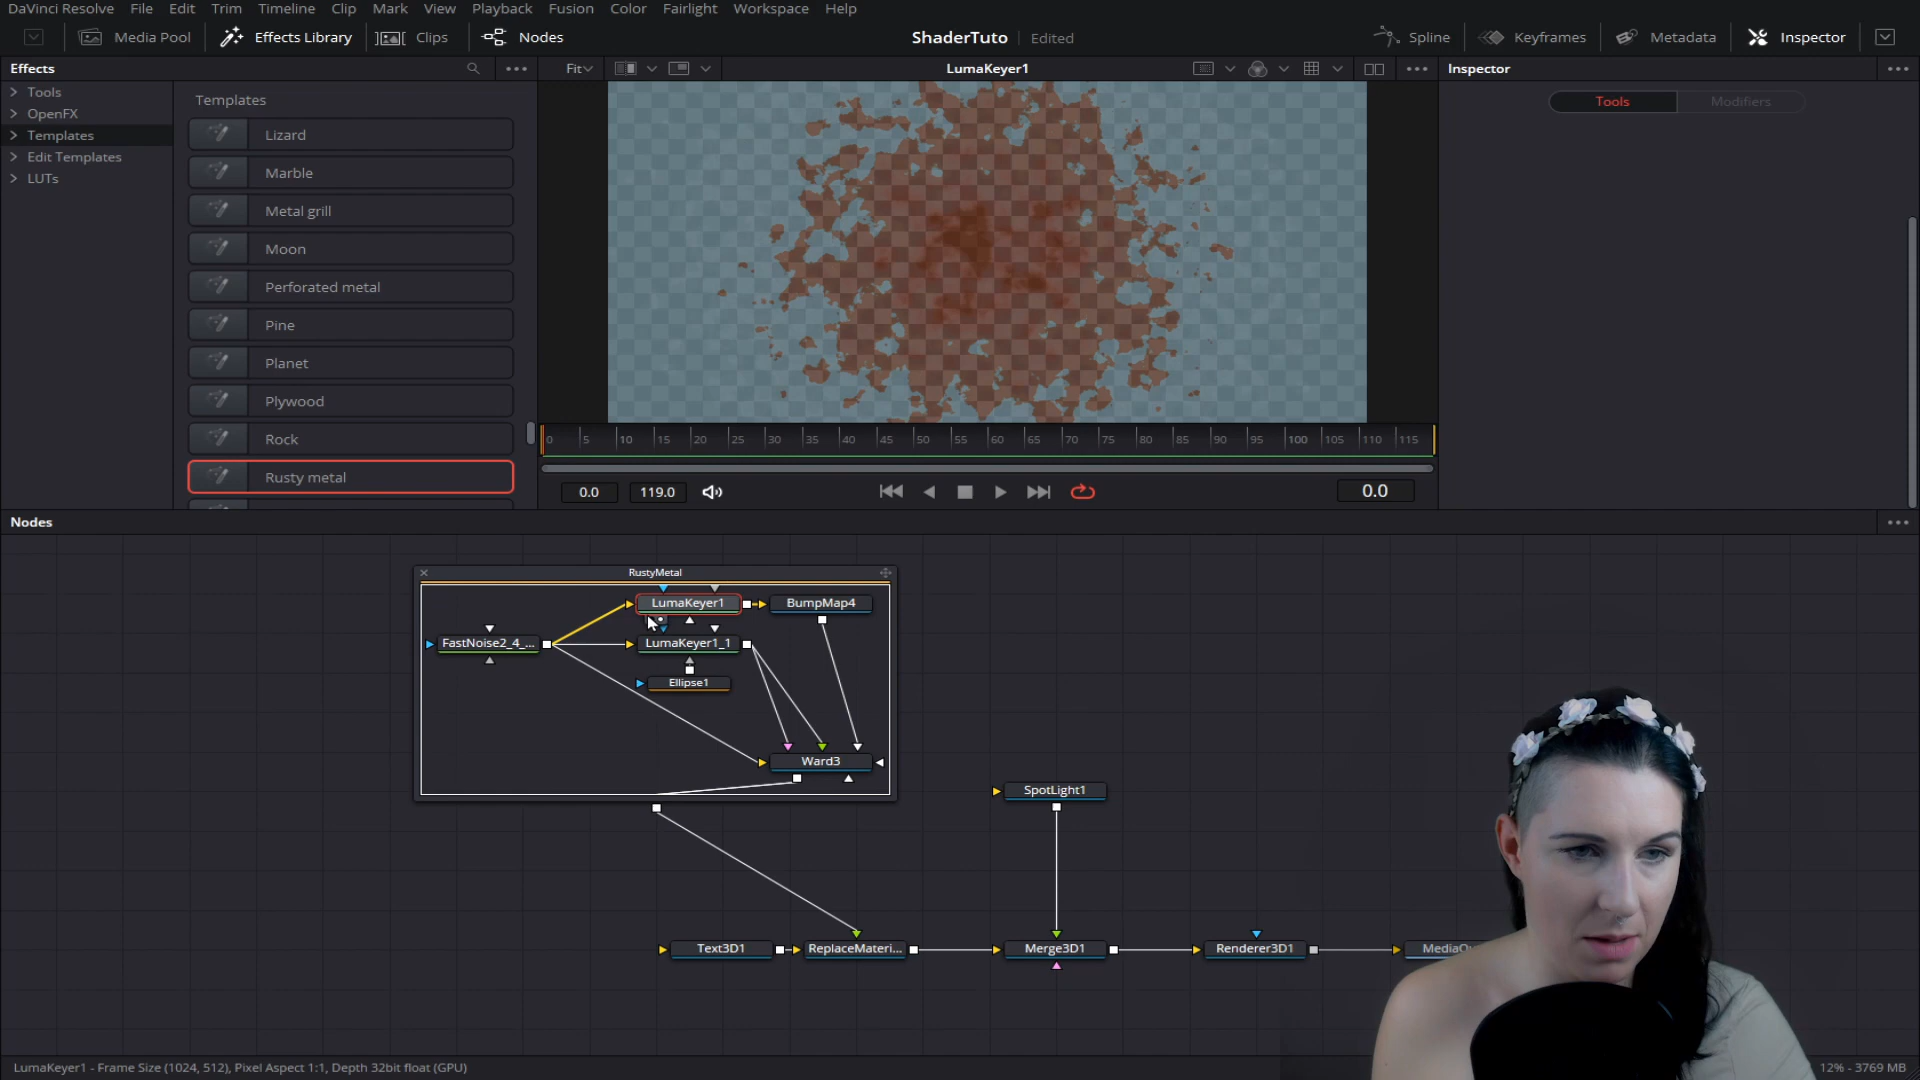 DaVinci Resolve File Edit Trim Timeline Clip Mark View Playback Fusion Color Fairlight Workspace Help
Media Pool Effects Library Clips Nodes ShaderTuto Edited Spline Keyframes Metadata Inspector
Effects Fit LumaKeyer1 Inspector
Tools
OpenFX
Templates
Edit Templates
LUTs
Templates
Lizard
Marble
Metal grill
Moon
Perforated metal
Pine
Planet
Plywood
Rock
Rusty metal
Tools Modifiers
0 5 10 15 20 25 30 35 40 45 50 55 60 65 70 75 80 85 90 95 100 105 110 115
0.0 119.0 0.0
Nodes
RustyMetal
LumaKeyer1 BumpMap4
FastNoise2_4_... LumaKeyer1_1
Ellipse1
Ward3
SpotLight1
Text3D1 ReplaceMateri... Merge3D1 Renderer3D1
LumaKeyer1 - Frame Size (1024, 512), Pixel Aspect 1:1, Depth 32bit float (GPU) 12% - 3769 MB